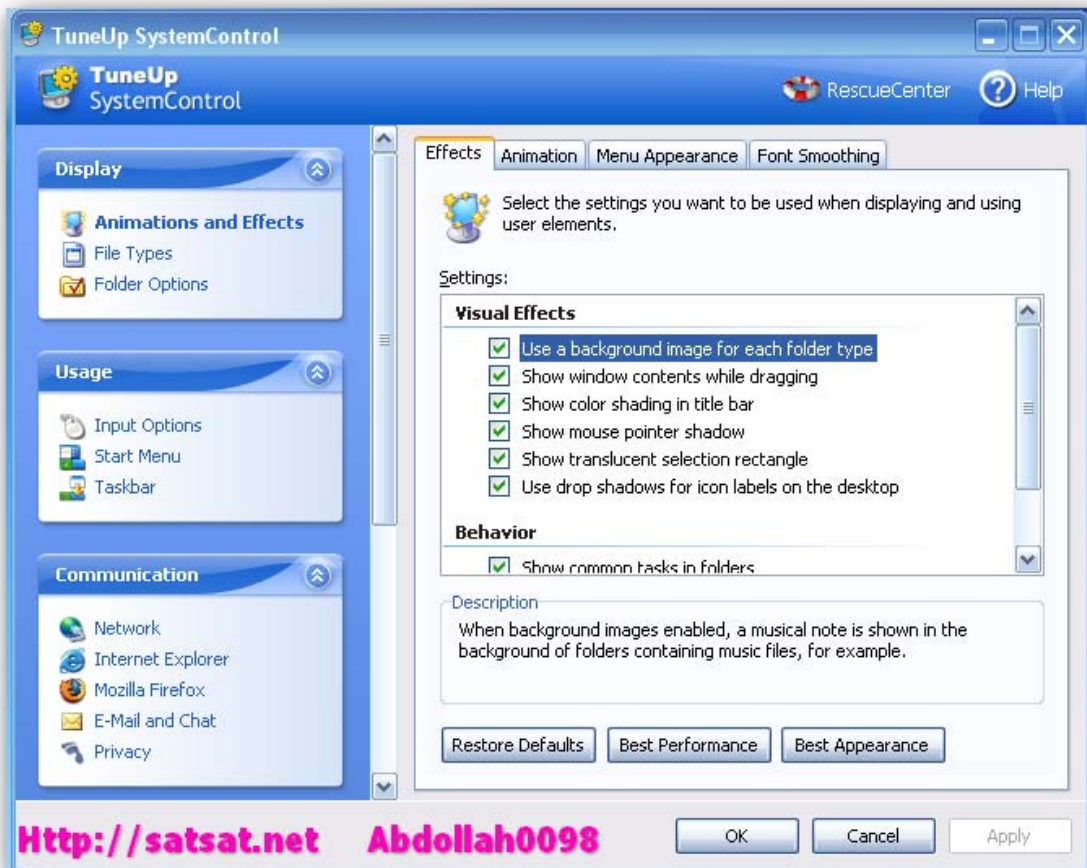 TuneUp SystemControl
TuneUp
SystemControl
RescueCenter
Help
Display
Animations and Effects
File Types
Folder Options
Usage
Input Options
Start Menu
Taskbar
Communication
Network
Internet Explorer
Mozilla Firefox
E-Mail and Chat
Privacy
Effects
Animation
Menu Appearance
Font Smoothing
Select the settings you want to be used when displaying and using
user elements.
Settings:
Visual Effects
Use a background image for each folder type
Show window contents while dragging
Show color shading in title bar
Show mouse pointer shadow
Show translucent selection rectangle
Use drop shadows for icon labels on the desktop
Behavior
Show common tasks in folders
Description
When background images enabled, a musical note is shown in the
background of folders containing music files, for example.
Restore Defaults
Best Performance
Best Appearance
Http://satsat.net Abdollah0098
OK
Cancel
Apply